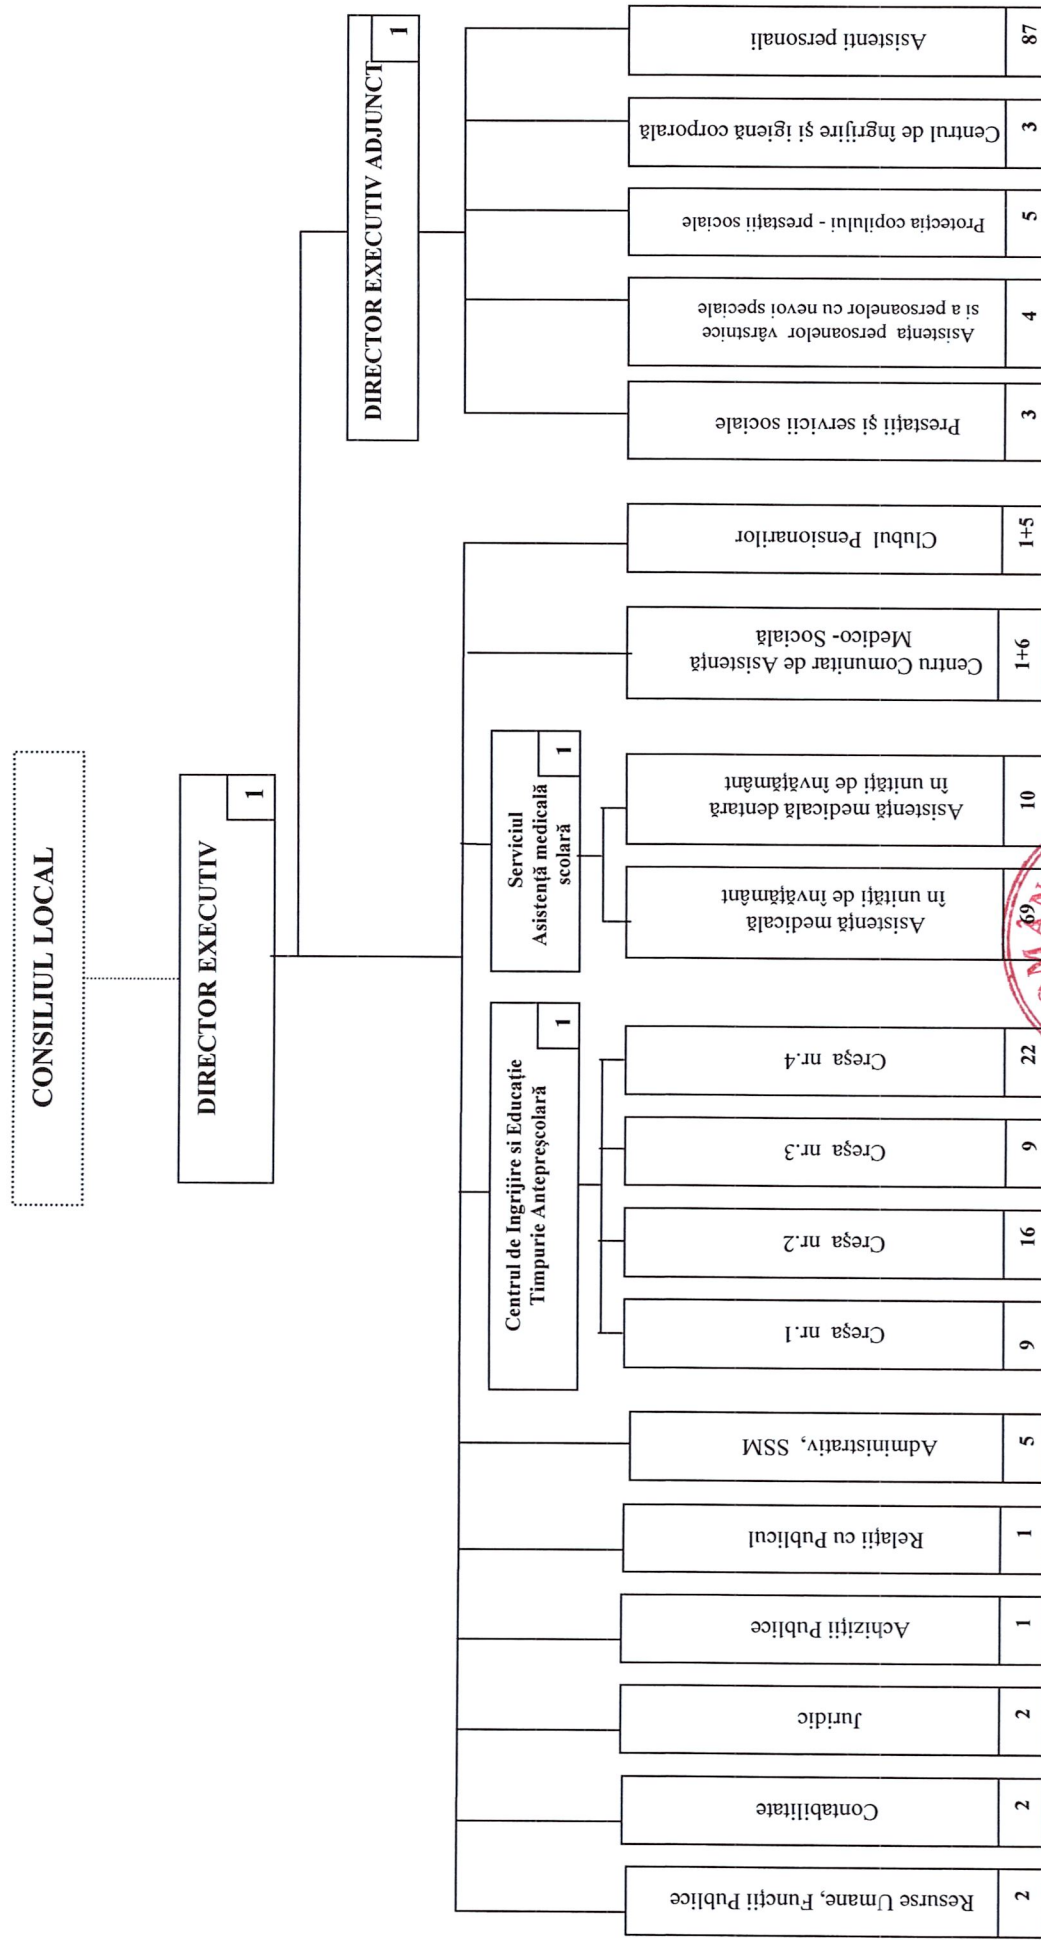 CONSILIUL LOCAL
DIRECTOR EXECUTIV
1
DIRECTOR EXECUTIV ADJUNCT
1
Centrul de Ingrijire si Educație
Timpurie Antepreșcolară
1
Serviciul
Asistență medicală
scolară
1
Resurse Umane, Funcții Publice
2
Contabilitate
2
Juridic
2
Achiziții Publice
1
Relații cu Publicul
1
Administrativ, SSM
5
Creșa nr.1
9
Creșa nr.2
16
Creșa nr.3
9
Creșa nr.4
22
Asistență medicală
în unități de învățământ
69
Asistență medicală dentară
în unități de învățământ
10
Centru Comunitar de Asistență
Medico- Socială
1+6
Clubul Pensionarilor
1+5
Prestații și servicii sociale
3
Asistența persoanelor vârstnice
si a persoanelor cu nevoi speciale
4
Protecția copilului - prestații sociale
5
Centrul de îngrijire și igienă corporală
3
Asistenti personali
87